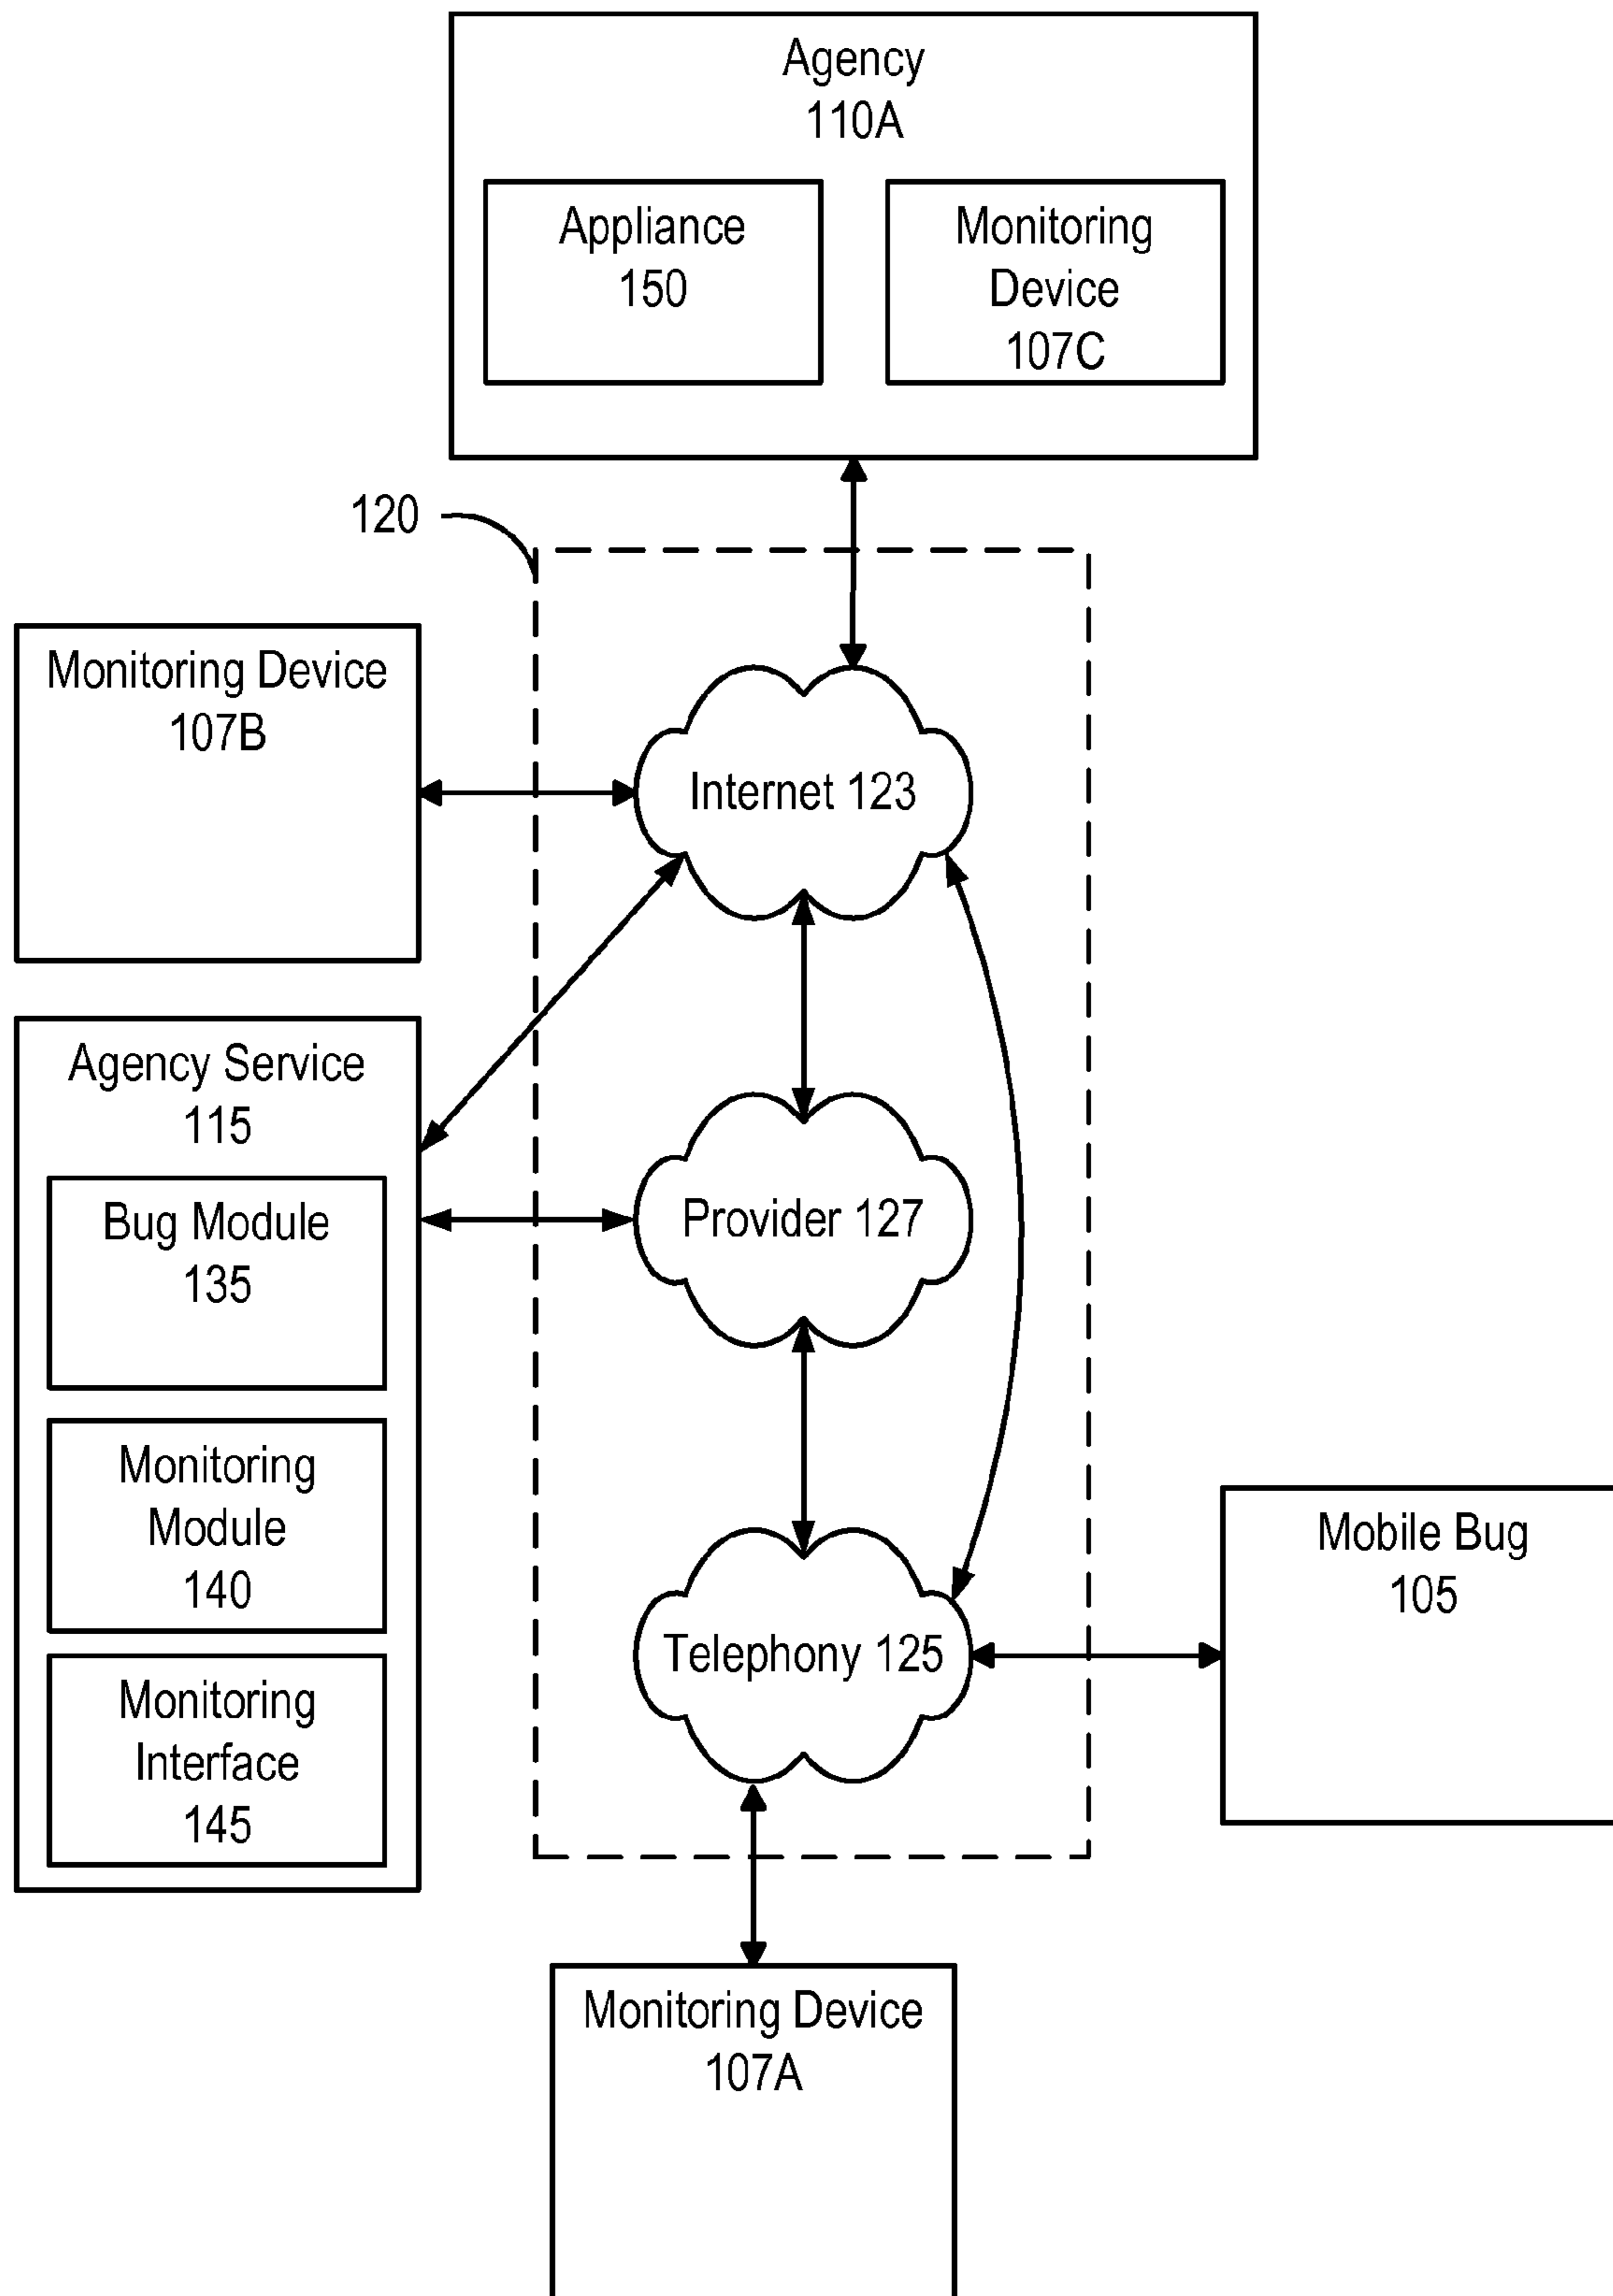 Agency
110A
Appliance
150
Monitoring
Device
107C
120
Monitoring Device
107B
Internet 123
Agency Service
115
Bug Module
135
Provider 127
Monitoring
Module
140
Mobile Bug
105
Telephony 125
Monitoring
Interface
145
Monitoring Device
107A